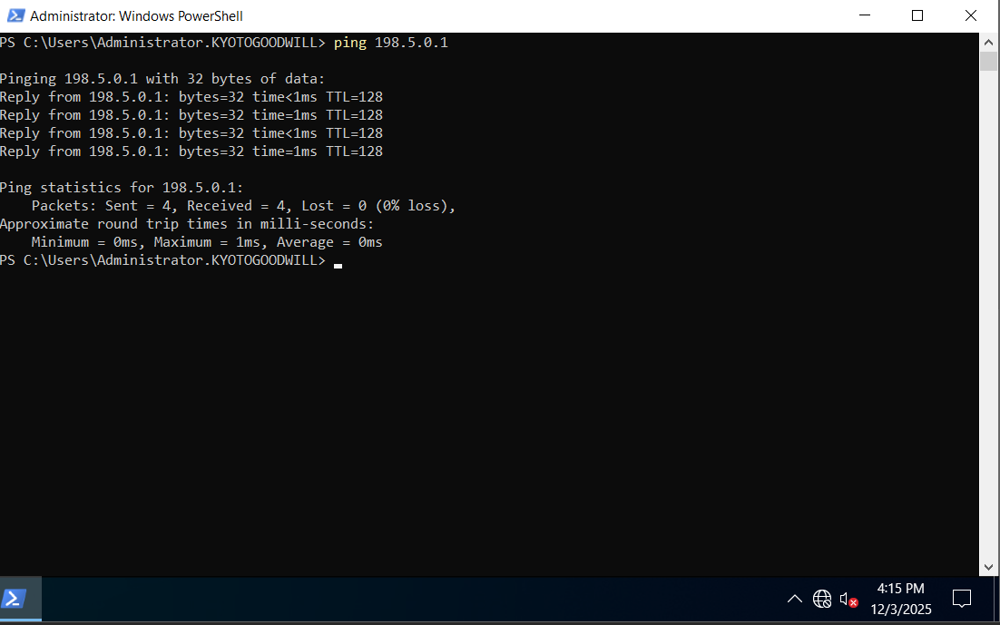 Administrator: Windows PowerShell
PS C:\Users\Administrator.KYOTOGOODWILL> ping 198.5.0.1
Pinging 198.5.0.1 with 32 bytes of data:
Reply from 198.5.0.1: bytes=32 time<1ms TTL=128
Reply from 198.5.0.1: bytes=32 time=1ms TTL=128
Reply from 198.5.0.1: bytes=32 time<1ms TTL=128
Reply from 198.5.0.1: bytes=32 time=1ms TTL=128
Ping statistics for 198.5.0.1:
    Packets: Sent = 4, Received = 4, Lost = 0 (0% loss),
Approximate round trip times in milli-seconds:
    Minimum = 0ms, Maximum = 1ms, Average = 0ms
PS C:\Users\Administrator.KYOTOGOODWILL>
4:15 PM
12/3/2025